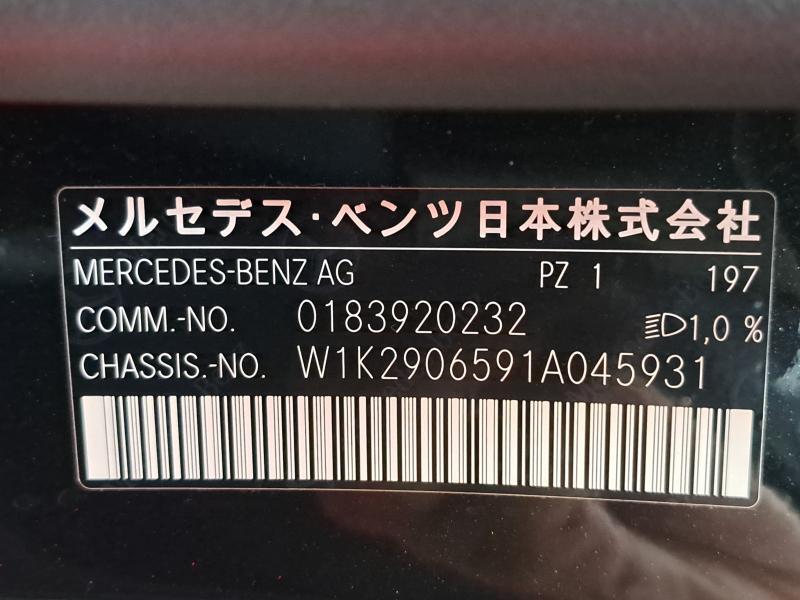 メルセデス・ベンツ日本株式会社
MERCEDES-BENZ AG PZ 1 197
COMM.-NO. 0183920232 1,0 %
CHASSIS.-NO. W1K2906591A045931